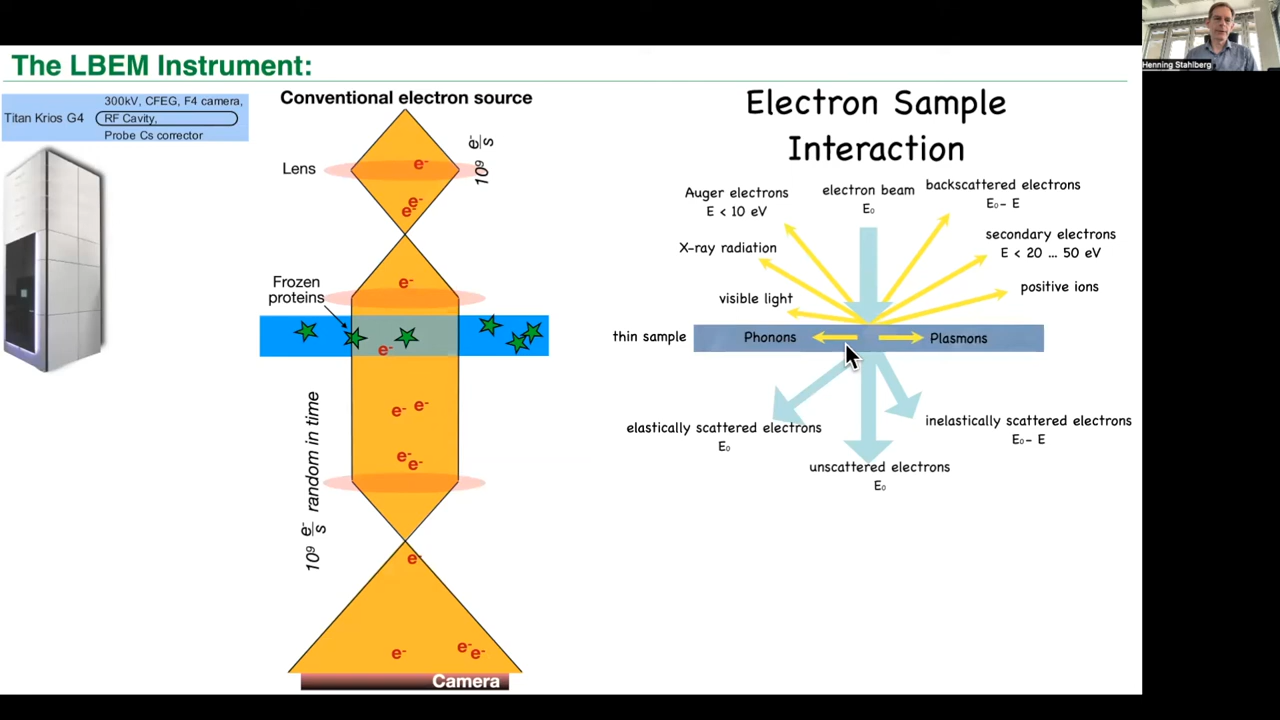 The LBEM Instrument:
Titan Krios G4
300kV, CFEG, F4 camera,
RF Cavity,
Probe Cs corrector
Conventional electron source
Lens
e-
10⁹ e-/s
e-
e-
Frozen
proteins
e-
e-
e-
e-
e-
e-
10⁹ e-/s random in time
e-
e-
e-
e-
Camera
Electron Sample
Interaction
Auger electrons
E < 10 eV
electron beam
E₀
backscattered electrons
E₀- E
X-ray radiation
secondary electrons
E < 20 ... 50 eV
visible light
positive ions
thin sample
Phonons
Plasmons
elastically scattered electrons
E₀
unscattered electrons
E₀
inelastically scattered electrons
E₀- E
Henning Stahlberg